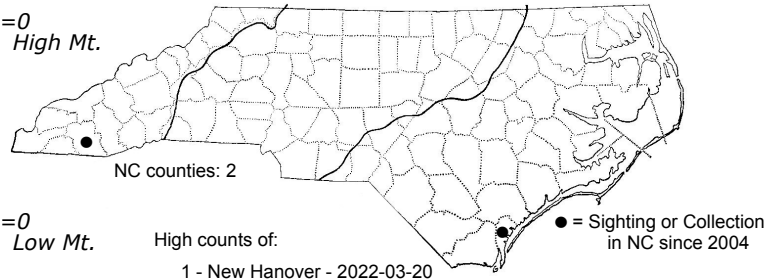 =0
High Mt.
NC counties: 2
=0
Low Mt.
High counts of:
1 - New Hanover - 2022-03-20
● = Sighting or Collection
in NC since 2004